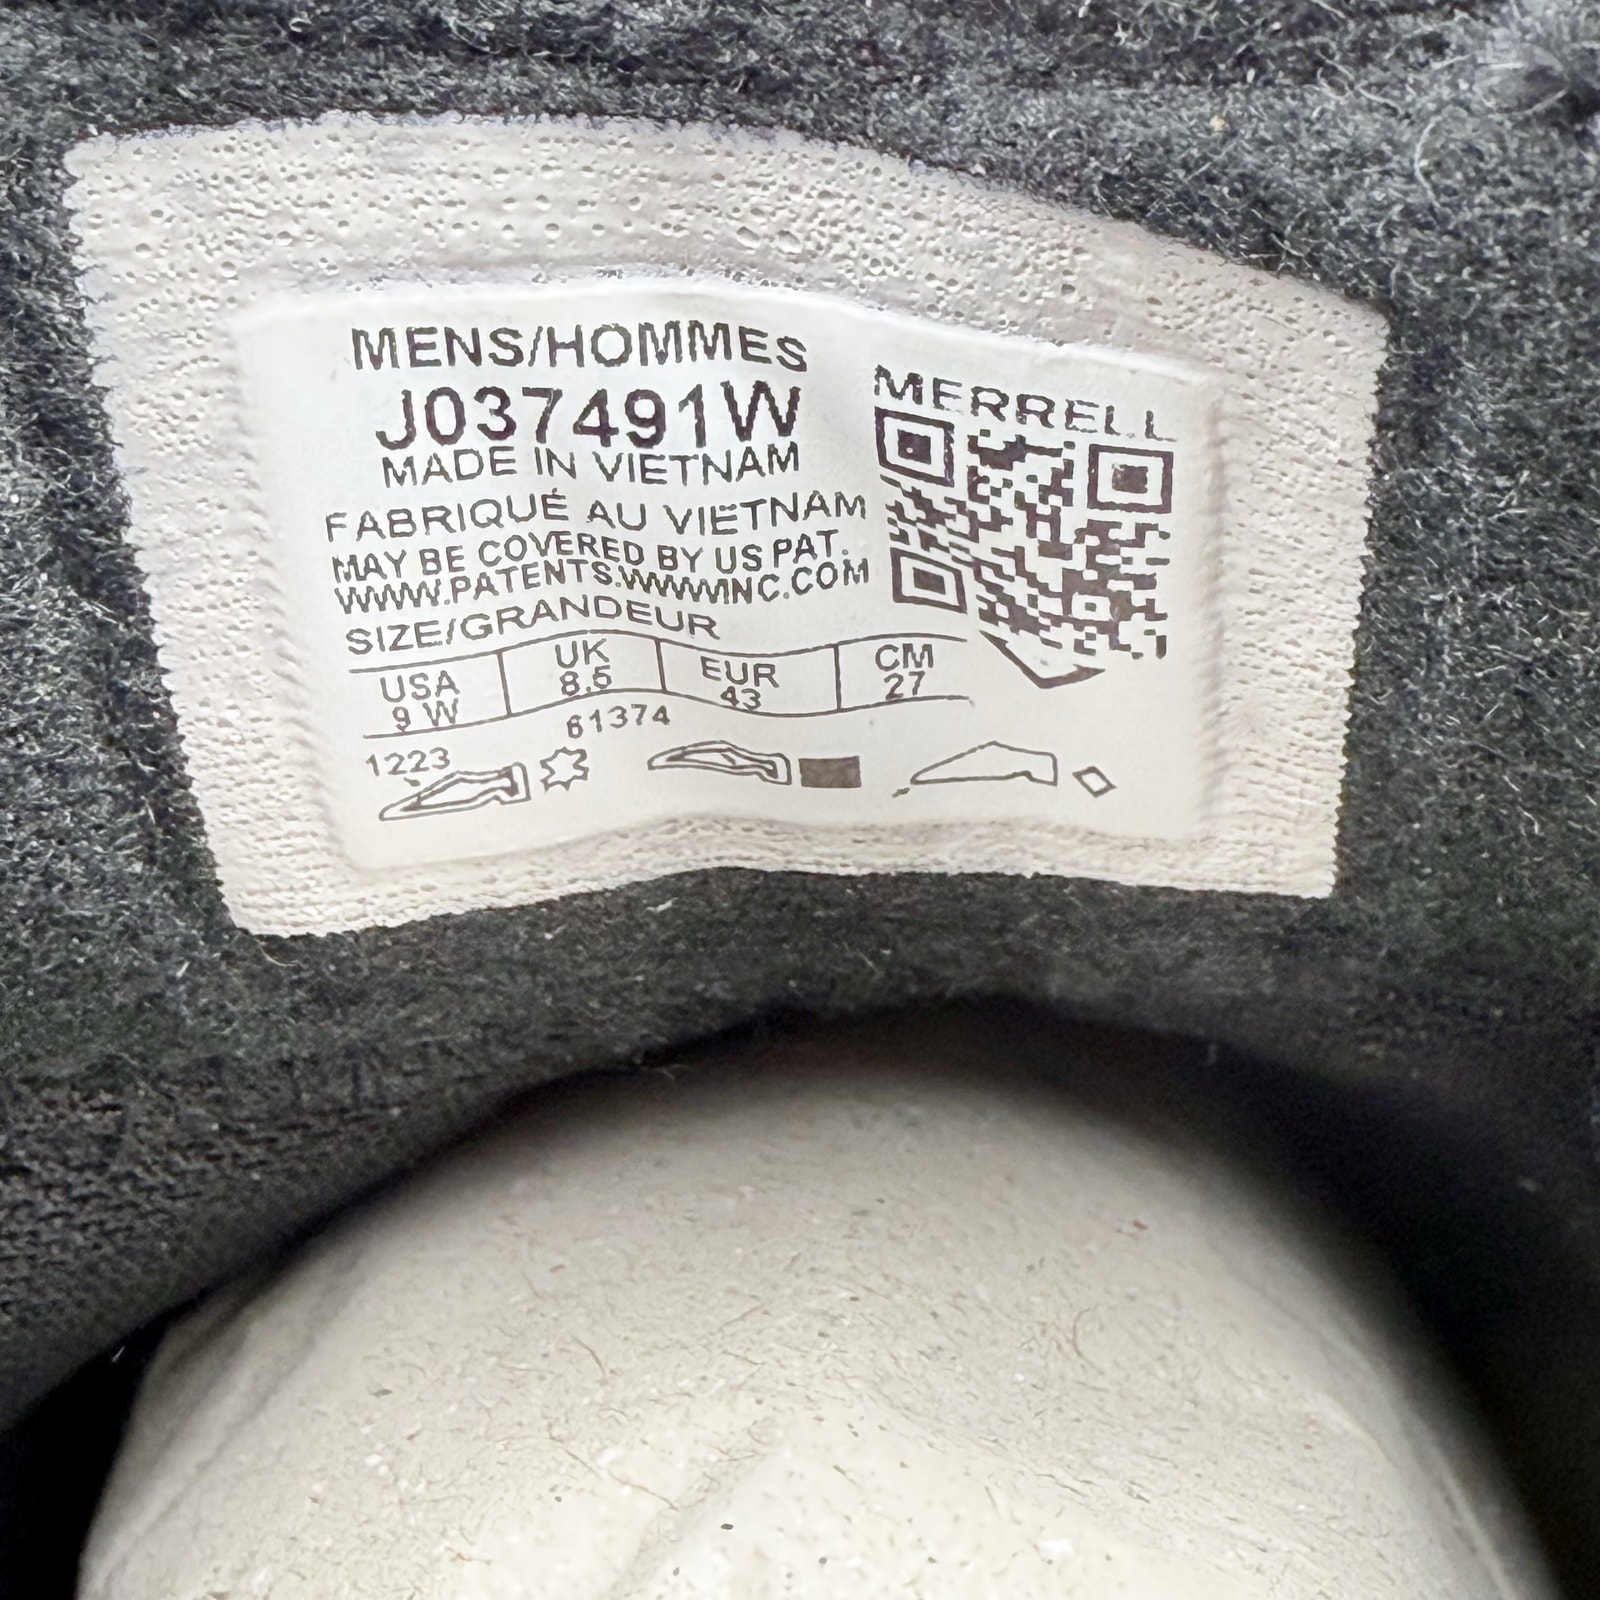 MENS/HOMMES
J037491W
MADE IN VIETNAM
FABRIQUÉ AU VIETNAM
MAY BE COVERED BY US PAT.
WWW.PATENTS.WWWINC.COM
SIZE/GRANDEUR
USA UK EUR CM
9 W 8.5 43 27
61374
1223
MERRELL